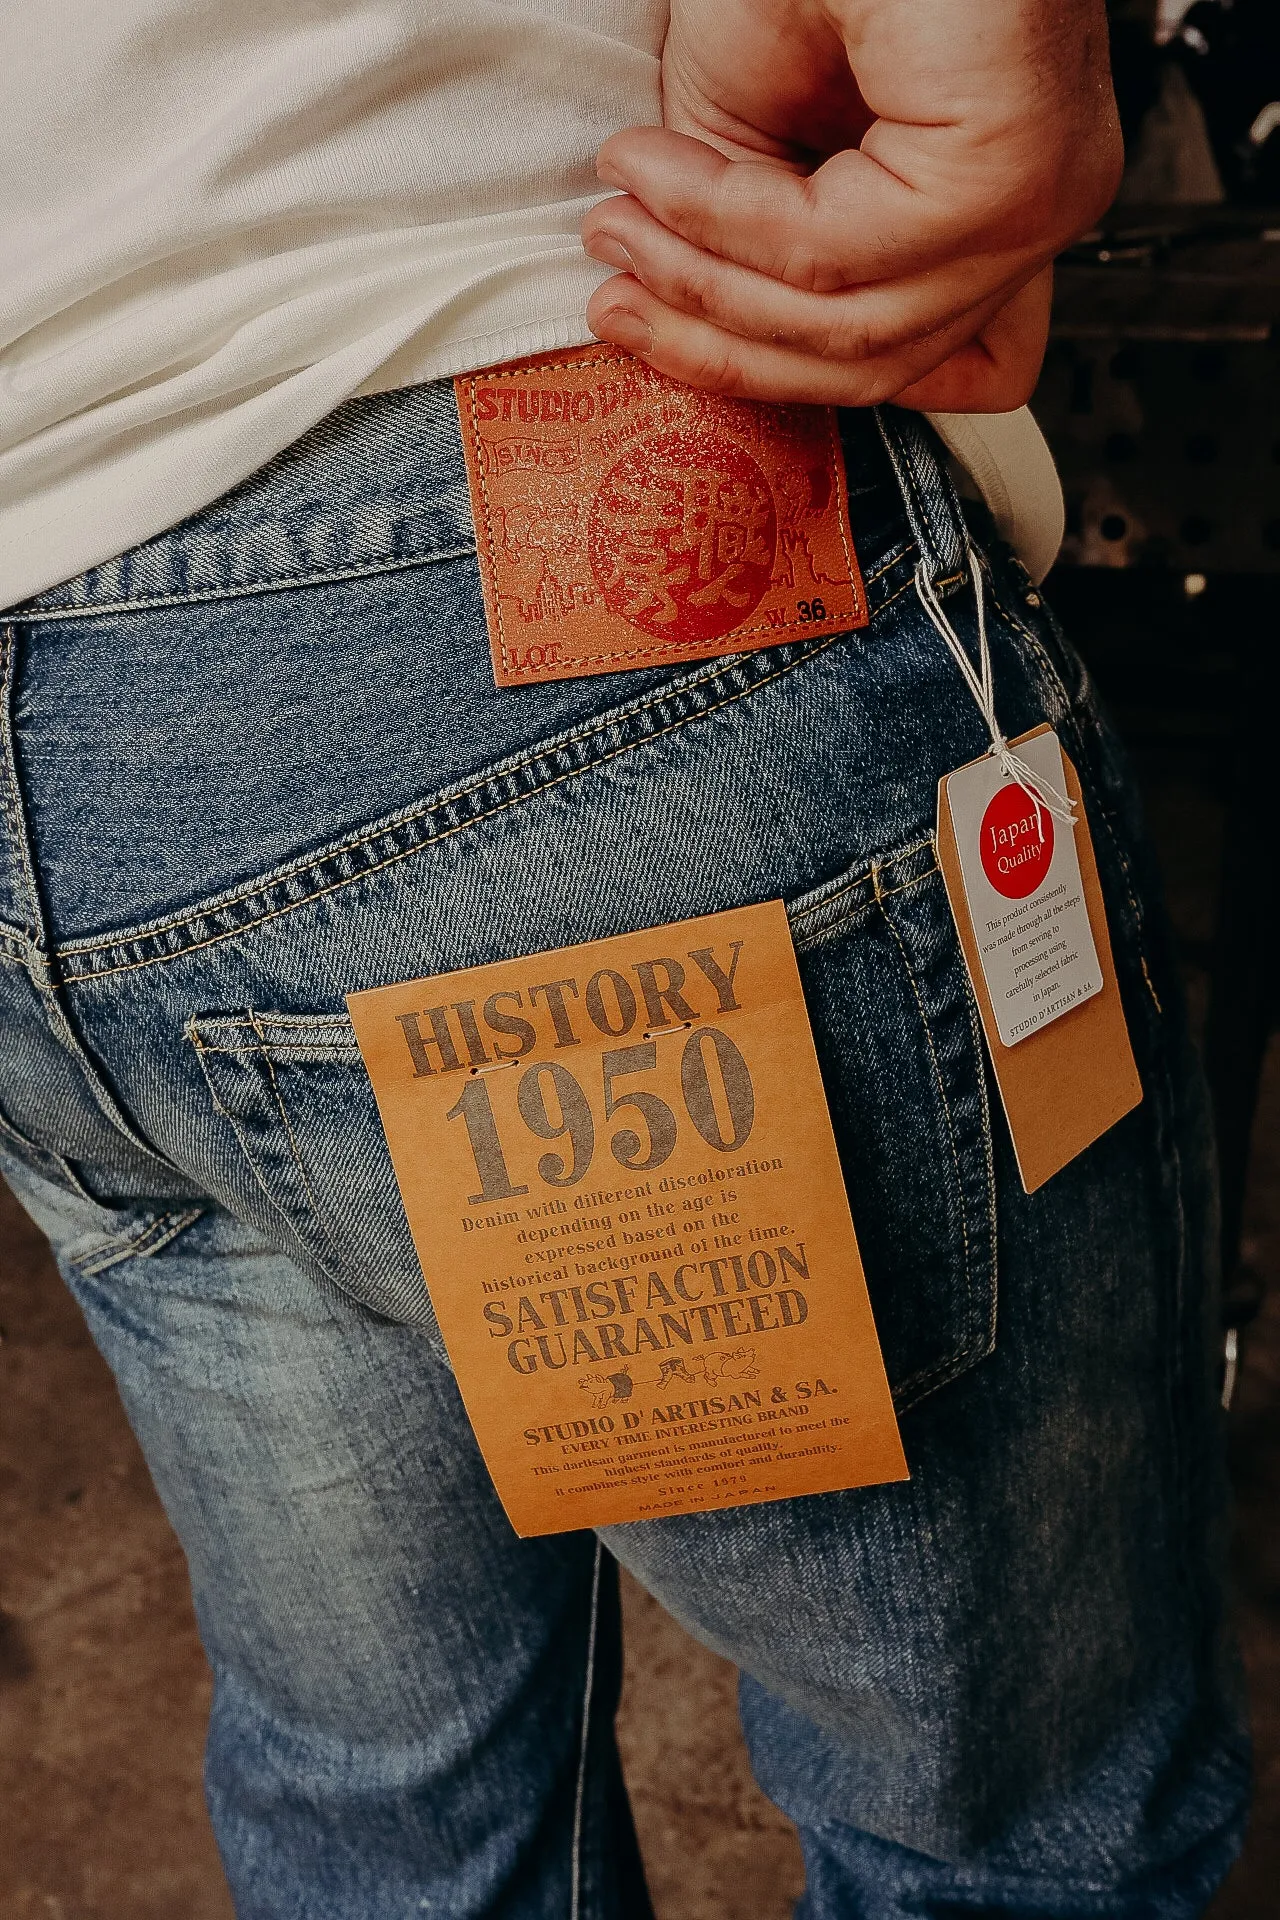 STUDIO DA
Made in
SINCE
職
W. 36
LOT
Japan
Quality
This product consistently
was made through all the steps
from sewing to
processing using
carefully selected fabric
in Japan.
STUDIO D'ARTISAN & SA.
HISTORY
1950
Denim with different discoloration
depending on the age is
expressed based on the
historical background of the time.
SATISFACTION
GUARANTEED
STUDIO D' ARTISAN & SA.
EVERY TIME INTERESTING BRAND
This dartisan garment is manufactured to meet the
highest standards of quality.
it combines style with comfort and durability.
Since 1979
MADE IN JAPAN